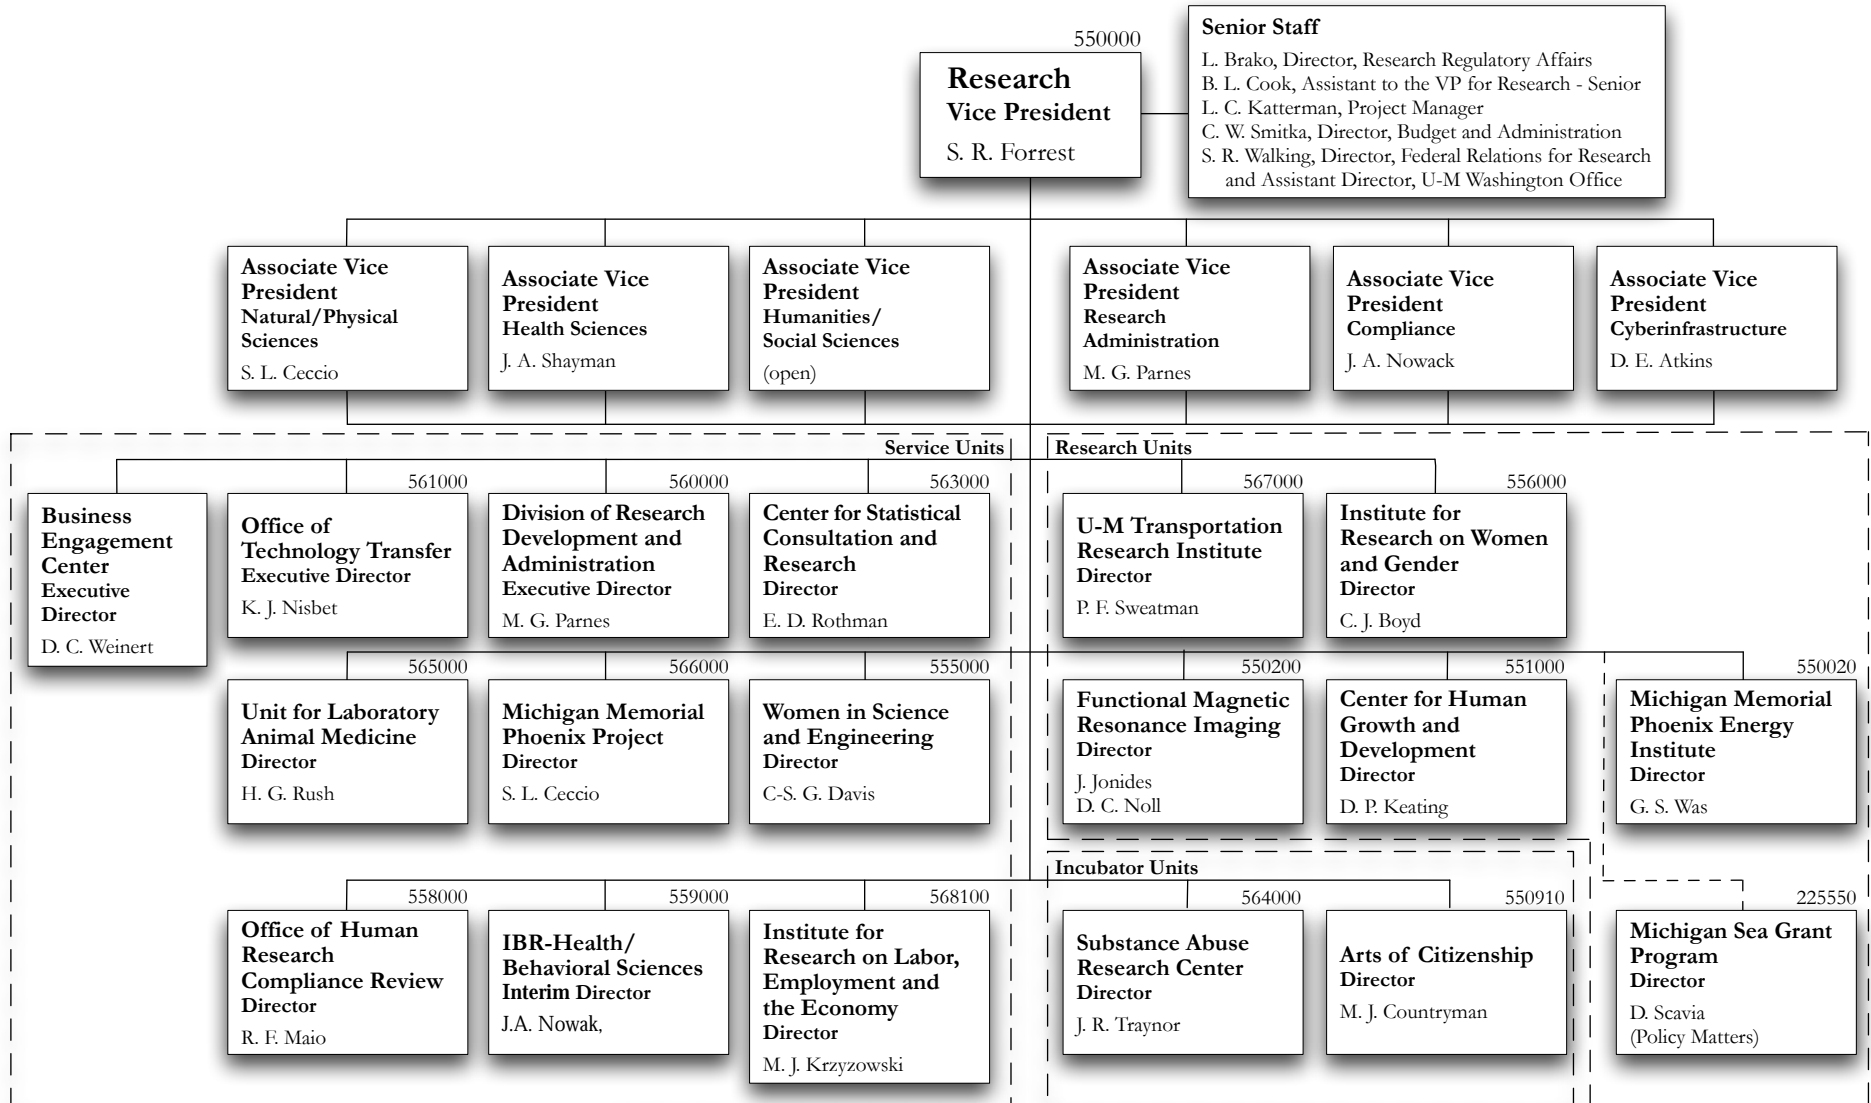 550000
Research
Vice President
S. R. Forrest
Senior Staff
L. Brako, Director, Research Regulatory Affairs
B. L. Cook, Assistant to the VP for Research - Senior
L. C. Katterman, Project Manager
C. W. Smitka, Director, Budget and Administration
S. R. Walking, Director, Federal Relations for Research
and Assistant Director, U-M Washington Office
Associate Vice
President
Natural/Physical
Sciences
S. L. Ceccio
Associate Vice
President
Health Sciences
J. A. Shayman
Associate Vice
President
Humanities/
Social Sciences
(open)
Associate Vice
President
Research
Administration
M. G. Parnes
Associate Vice
President
Compliance
J. A. Nowack
Associate Vice
President
Cyberinfrastructure
D. E. Atkins
Service Units
Business
Engagement
Center
Executive
Director
D. C. Weinert
561000
Office of
Technology Transfer
Executive Director
K. J. Nisbet
560000
Division of Research
Development and
Administration
Executive Director
M. G. Parnes
563000
Center for Statistical
Consultation and
Research
Director
E. D. Rothman
Research Units
567000
U-M Transportation
Research Institute
Director
P. F. Sweatman
556000
Institute for
Research on Women
and Gender
Director
C. J. Boyd
565000
Unit for Laboratory
Animal Medicine
Director
H. G. Rush
566000
Michigan Memorial
Phoenix Project
Director
S. L. Ceccio
555000
Women in Science
and Engineering
Director
C-S. G. Davis
550200
Functional Magnetic
Resonance Imaging
Director
J. Jonides
D. C. Noll
551000
Center for Human
Growth and
Development
Director
D. P. Keating
550020
Michigan Memorial
Phoenix Energy
Institute
Director
G. S. Was
558000
Office of Human
Research
Compliance Review
Director
R. F. Maio
559000
IBR-Health/
Behavioral Sciences
Interim Director
J.A. Nowak,
568100
Institute for
Research on Labor,
Employment and
the Economy
Director
M. J. Krzyzowski
Incubator Units
564000
Substance Abuse
Research Center
Director
J. R. Traynor
550910
Arts of Citizenship
Director
M. J. Countryman
225550
Michigan Sea Grant
Program
Director
D. Scavia
(Policy Matters)